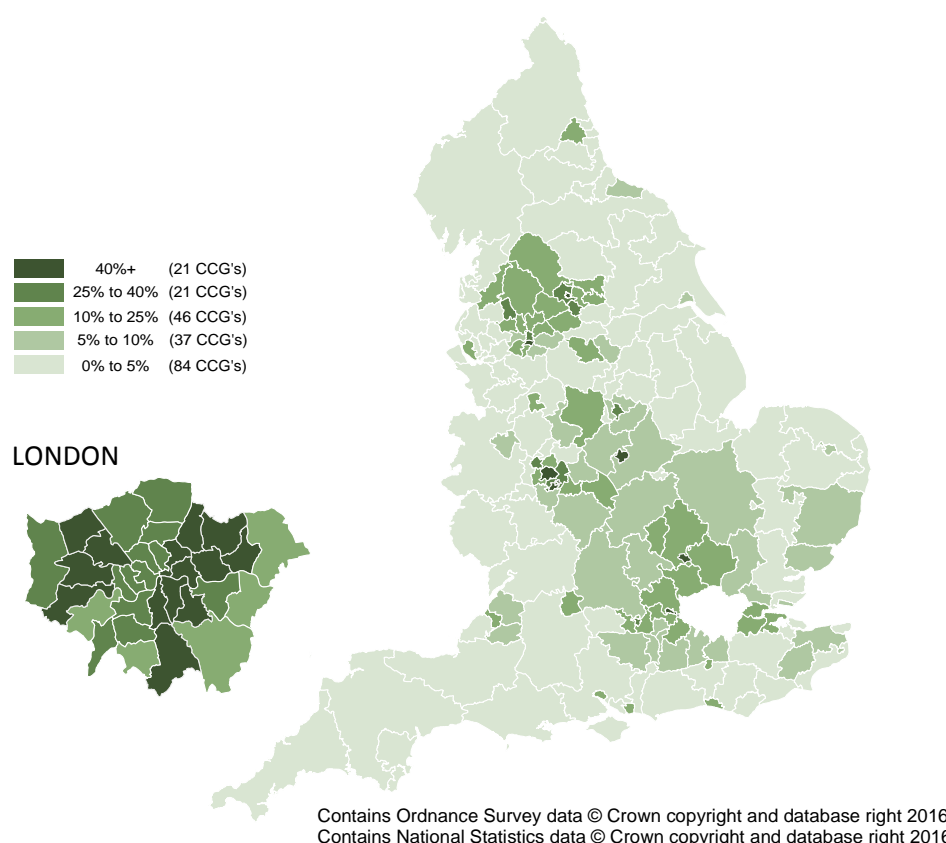 40%+ (21 CCG's)
25% to 40% (21 CCG's)
10% to 25% (46 CCG's)
5% to 10% (37 CCG's)
0% to 5% (84 CCG's)
LONDON
Contains Ordnance Survey data © Crown copyright and database right 2016
Contains National Statistics data © Crown copyright and database right 2016